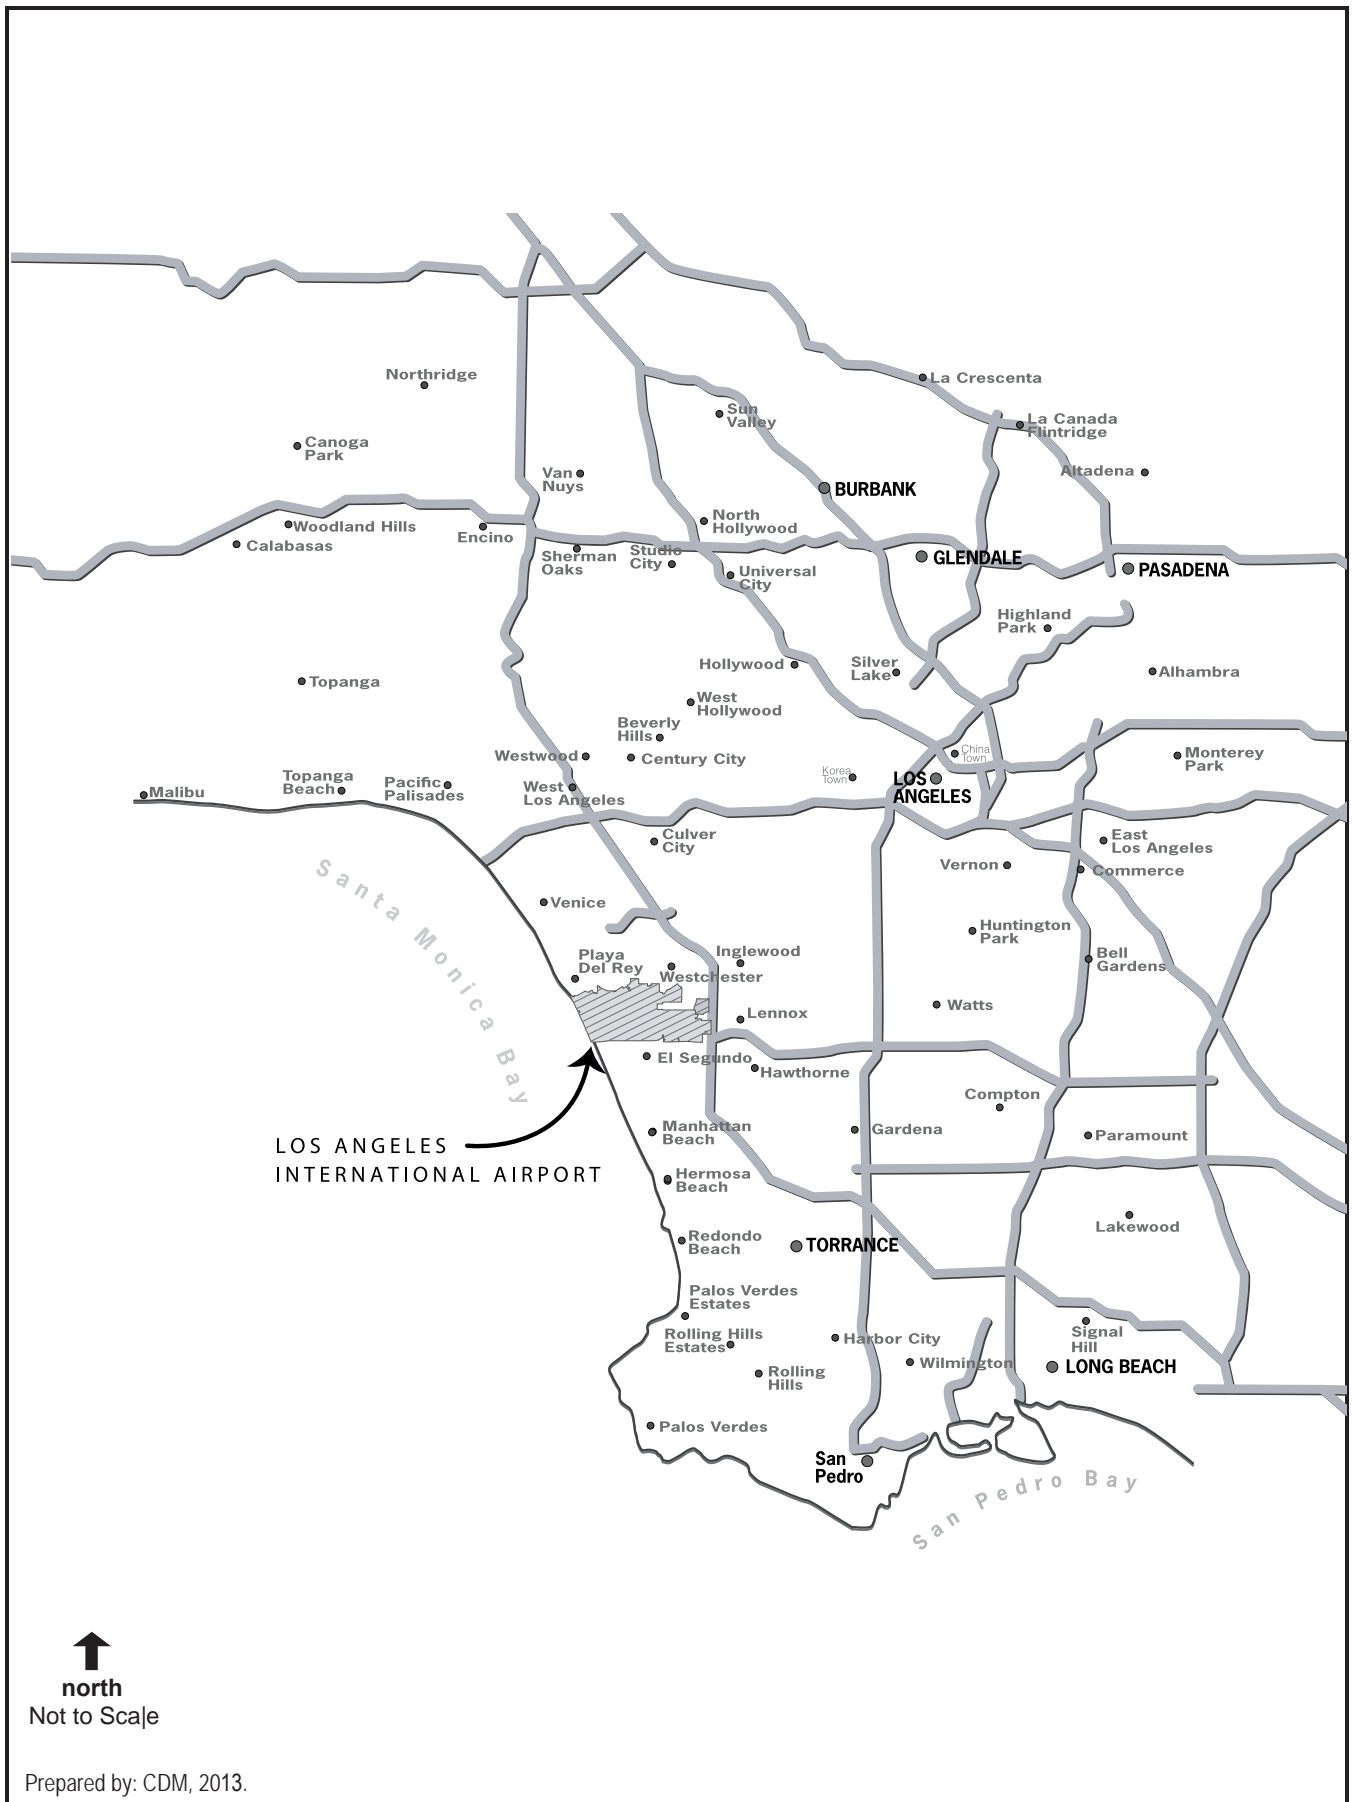 Northridge
La Crescenta
Sun
Valley
La Canada
Flintridge
Canoga
Park
Altadena
Van
Nuys
BURBANK
North
Hollywood
Woodland Hills
Encino
Calabasas
Sherman
Oaks
Studio
City
GLENDALE
PASADENA
Universal
City
Highland
Park
Hollywood
Silver
Lake
Alhambra
Topanga
West
Hollywood
Beverly
Hills
Westwood
Century City
China
Town
Monterey
Park
Korea
Town
LOS
ANGELES
Malibu
Topanga
Beach
Pacific
Palisades
West
Los Angeles
Culver
City
East
Los Angeles
Vernon
Commerce
Santa Monica Bay
Venice
Huntington
Park
Playa
Del Rey
Westchester
Inglewood
Bell
Gardens
Lennox
Watts
El Segundo
Hawthorne
Compton
LOS ANGELES
INTERNATIONAL AIRPORT
Manhattan
Beach
Gardena
Paramount
Hermosa
Beach
Lakewood
Redondo
Beach
TORRANCE
Palos Verdes
Estates
Rolling Hills
Estates
Harbor City
Signal
Hill
Rolling
Hills
Wilmington
LONG BEACH
Palos Verdes
San
Pedro
San Pedro Bay
north
Not to Scale
Prepared by: CDM, 2013.